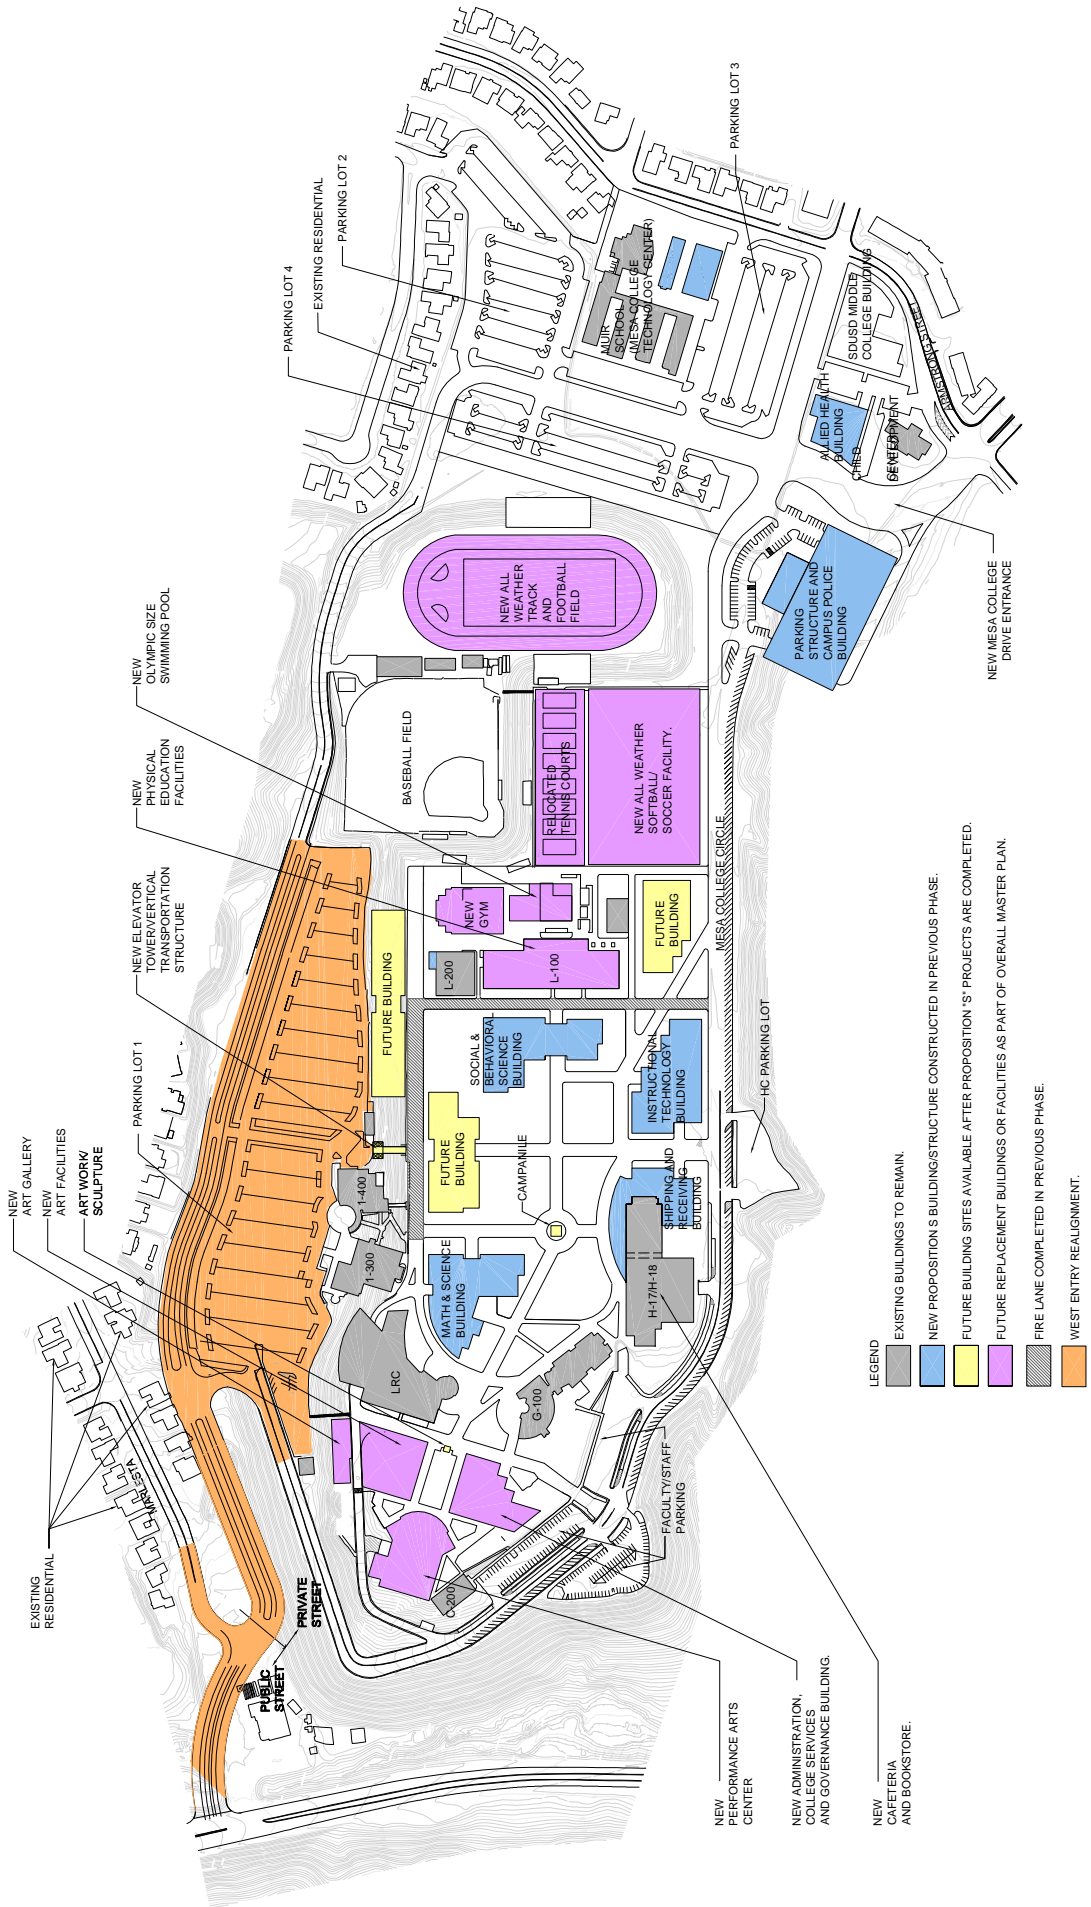 NEW
ART GALLERY
NEW
ART FACILITIES
ART WORK/
SCULPTURE
PARKING LOT 1
NEW ELEVATOR
TOWER/VERTICAL
TRANSPORTATION
STRUCTURE
NEW
PHYSICAL
EDUCATION
FACILITIES
NEW
OLYMPIC SIZE
SWIMMING POOL
PARKING LOT 4
EXISTING RESIDENTIAL
PARKING LOT 2
PARKING LOT 3
EXISTING
RESIDENTIAL
MARLESTA
PRIVATE
STREET
PUBLIC
STREET
1-400
1-300
LRC
C-200
G-100
FUTURE BUILDING
FUTURE
BUILDING
MATH & SCIENCE
BUILDING
CAMPANILE
SOCIAL &
BEHAVIORAL
SCIENCE
BUILDING
INSTRUCTIONAL
TECHNOLOGY
BUILDING
SHIPPING AND
RECEIVING
BUILDING
H-17/H-18
L-200
L-100
NEW
GYM
FUTURE
BUILDING
BASEBALL FIELD
RELOCATED
TENNIS COURTS
NEW ALL WEATHER
SOFTBALL/
SOCCER FACILITY.
NEW ALL
WEATHER
TRACK
AND
FOOTBALL
FIELD
MUIR
SCHOOL
(MESA COLLEGE
TECHNOLOGY CENTER)
SDUSD MIDDLE
COLLEGE BUILDING
ALLIED HEALTH
BUILDING
CHILD
DEVELOPMENT
CENTER
ARMSTRONG STREET
PARKING
STRUCTURE AND
CAMPUS POLICE
BUILDING
NEW MESA COLLEGE
DRIVE ENTRANCE
MESA COLLEGE CIRCLE
HC PARKING LOT
FACULTY/STAFF
PARKING
NEW
PERFORMANCE ARTS
CENTER
NEW ADMINISTRATION,
COLLEGE SERVICES
AND GOVERNANCE BUILDING.
NEW
CAFETERIA
AND BOOKSTORE.
LEGEND
EXISTING BUILDINGS TO REMAIN.
NEW PROPOSITION S BUILDING/STRUCTURE CONSTRUCTED IN PREVIOUS PHASE.
FUTURE BUILDING SITES AVAILABLE AFTER PROPOSITION "S" PROJECTS ARE COMPLETED.
FUTURE REPLACEMENT BUILDINGS OR FACILITIES AS PART OF OVERALL MASTER PLAN.
FIRE LANE COMPLETED IN PREVIOUS PHASE.
WEST ENTRY REALIGNMENT.